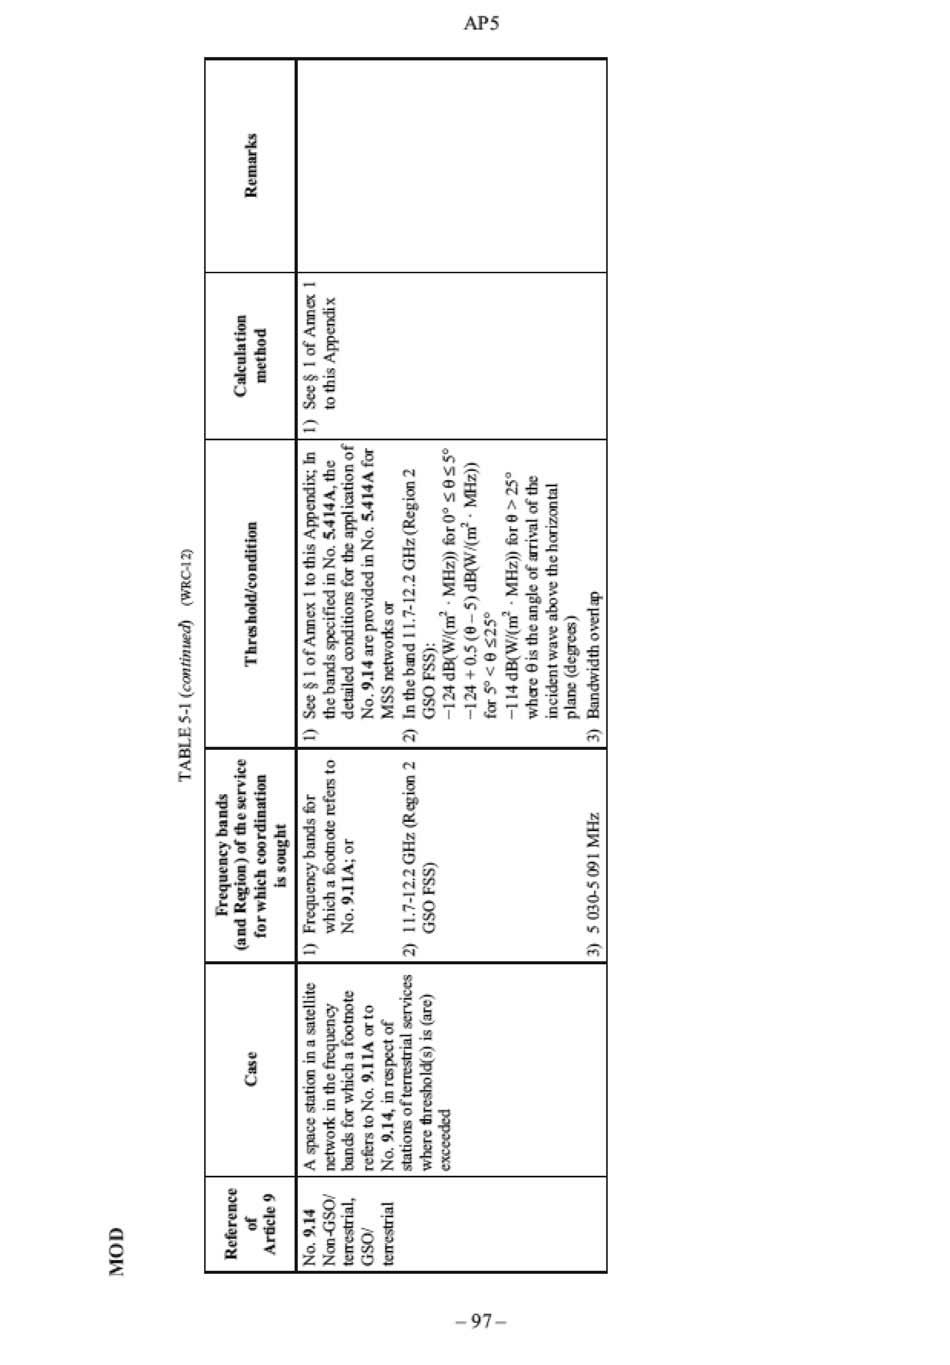 AP5
MOD
TABLE 5-1 (continued) (WRC-12)
Reference
of
Article 9
Case
Frequency bands
(and Region) of the service
for which coordination
is sought
Threshold/condition
Calculation
method
Remarks
No. 9.14
Non-GSO/
terrestrial,
GSO/
terrestrial
A space station in a satellite
network in the frequency
bands for which a footnote
refers to No. 9.11A or to
No. 9.14, in respect of
stations of terrestrial services
where threshold(s) is (are)
exceeded
1) Frequency bands for
which a footnote refers to
No. 9.11A; or
2) 11.7-12.2 GHz (Region 2
GSO FSS)
3) 5 030-5 091 MHz
1) See § 1 of Annex 1 to this Appendix; In
the bands specified in No. 5.414A, the
detailed conditions for the application of
No. 9.14 are provided in No. 5.414A for
MSS networks or
2) In the band 11.7-12.2 GHz (Region 2
GSO FSS):
−124 dB(W/(m² · MHz)) for 0° ≤ θ ≤ 5°
−124 + 0.5 (θ − 5) dB(W/(m² · MHz))
for 5° < θ ≤25°
−114 dB(W/(m² · MHz)) for θ > 25°
where θ is the angle of arrival of the
incident wave above the horizontal
plane (degrees)
3) Bandwidth overlap
1) See § 1 of Annex 1
to this Appendix
– 97 –